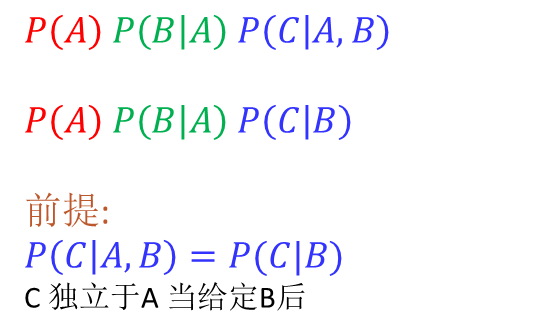 P(A) P(B|A) P(C|A, B)
P(A) P(B|A) P(C|B)
前提:
P(C|A, B) = P(C|B)
C 独立于A 当给定B后